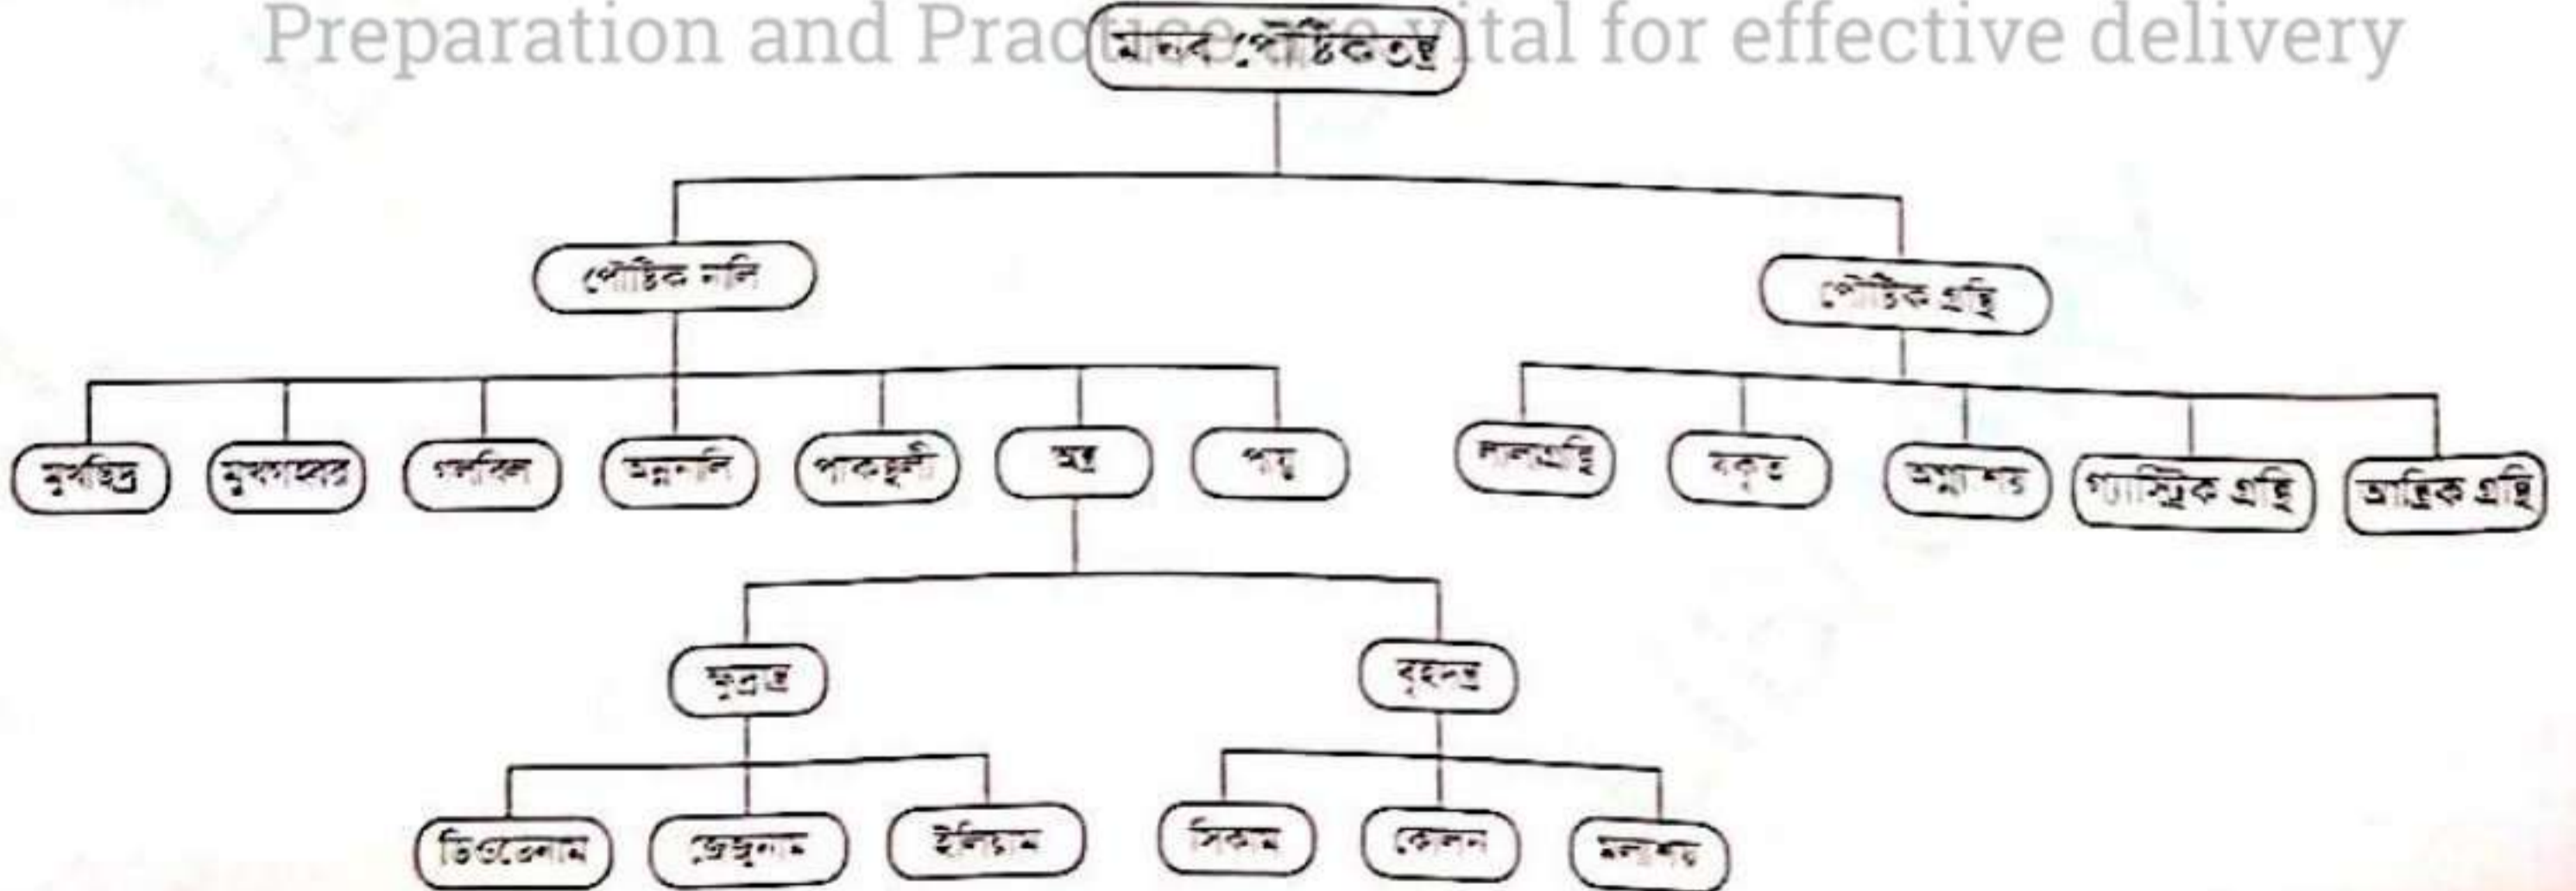 Preparation and Practice are vital for effective delivery
মানব পৌষ্টিকতন্ত্র
পৌষ্টিক নালি
পৌষ্টিক গ্রন্থি
মুখছিদ্র
মুখগহ্বর
গলবিল
অন্ননালি
পাকস্থলী
অন্ত্র
পায়ু
লালাগ্রন্থি
যকৃত
অগ্ন্যাশয়
গ্যাস্ট্রিক গ্রন্থি
আন্ত্রিক গ্রন্থি
ক্ষুদ্রান্ত্র
বৃহদন্ত্র
ডিওডেনাম
জেজুনাম
ইলিয়াম
সিকাম
কোলন
মলাশয়